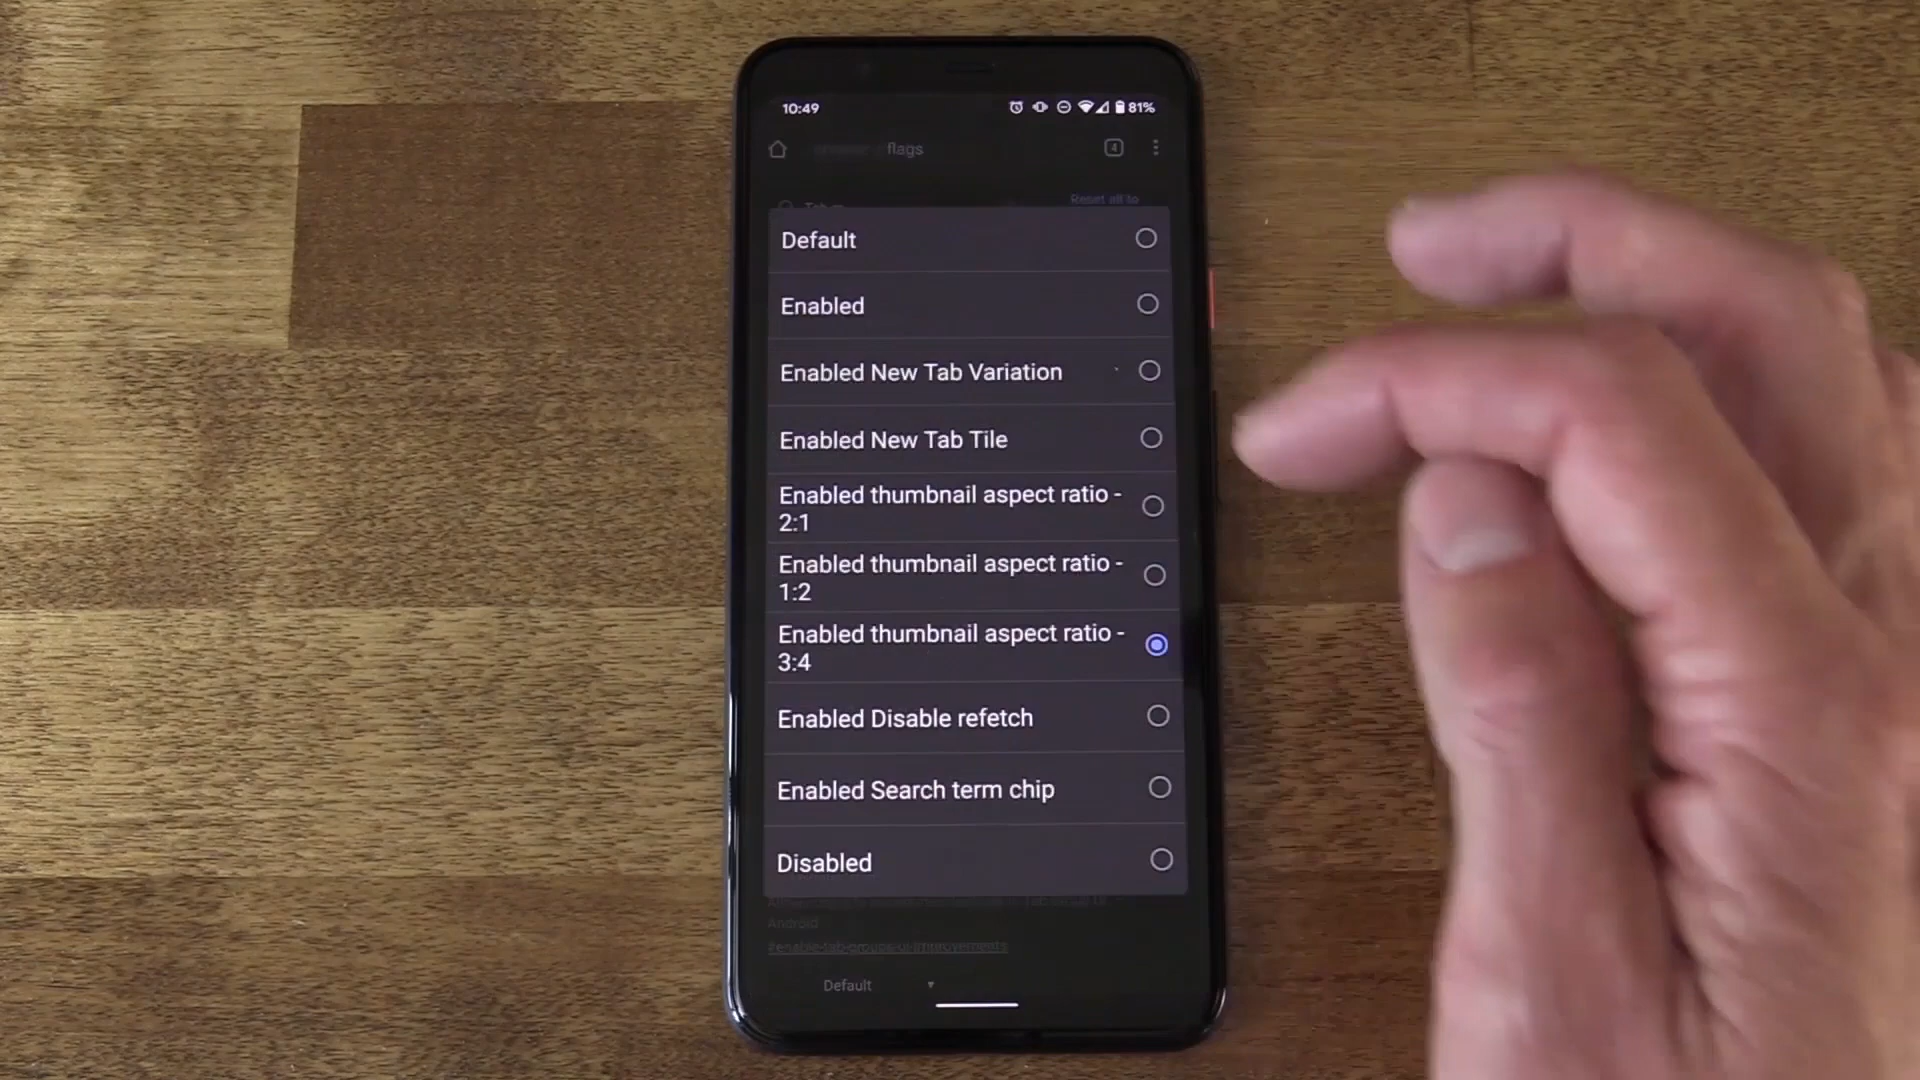 10:49
81%
flags
4
Reset all to
Default
Enabled
Enabled New Tab Variation
Enabled New Tab Tile
Enabled thumbnail aspect ratio -
2:1
Enabled thumbnail aspect ratio -
1:2
Enabled thumbnail aspect ratio -
3:4
Enabled Disable refetch
Enabled Search term chip
Disabled
Android
#enable-tab-groups-ui-improvements
Default